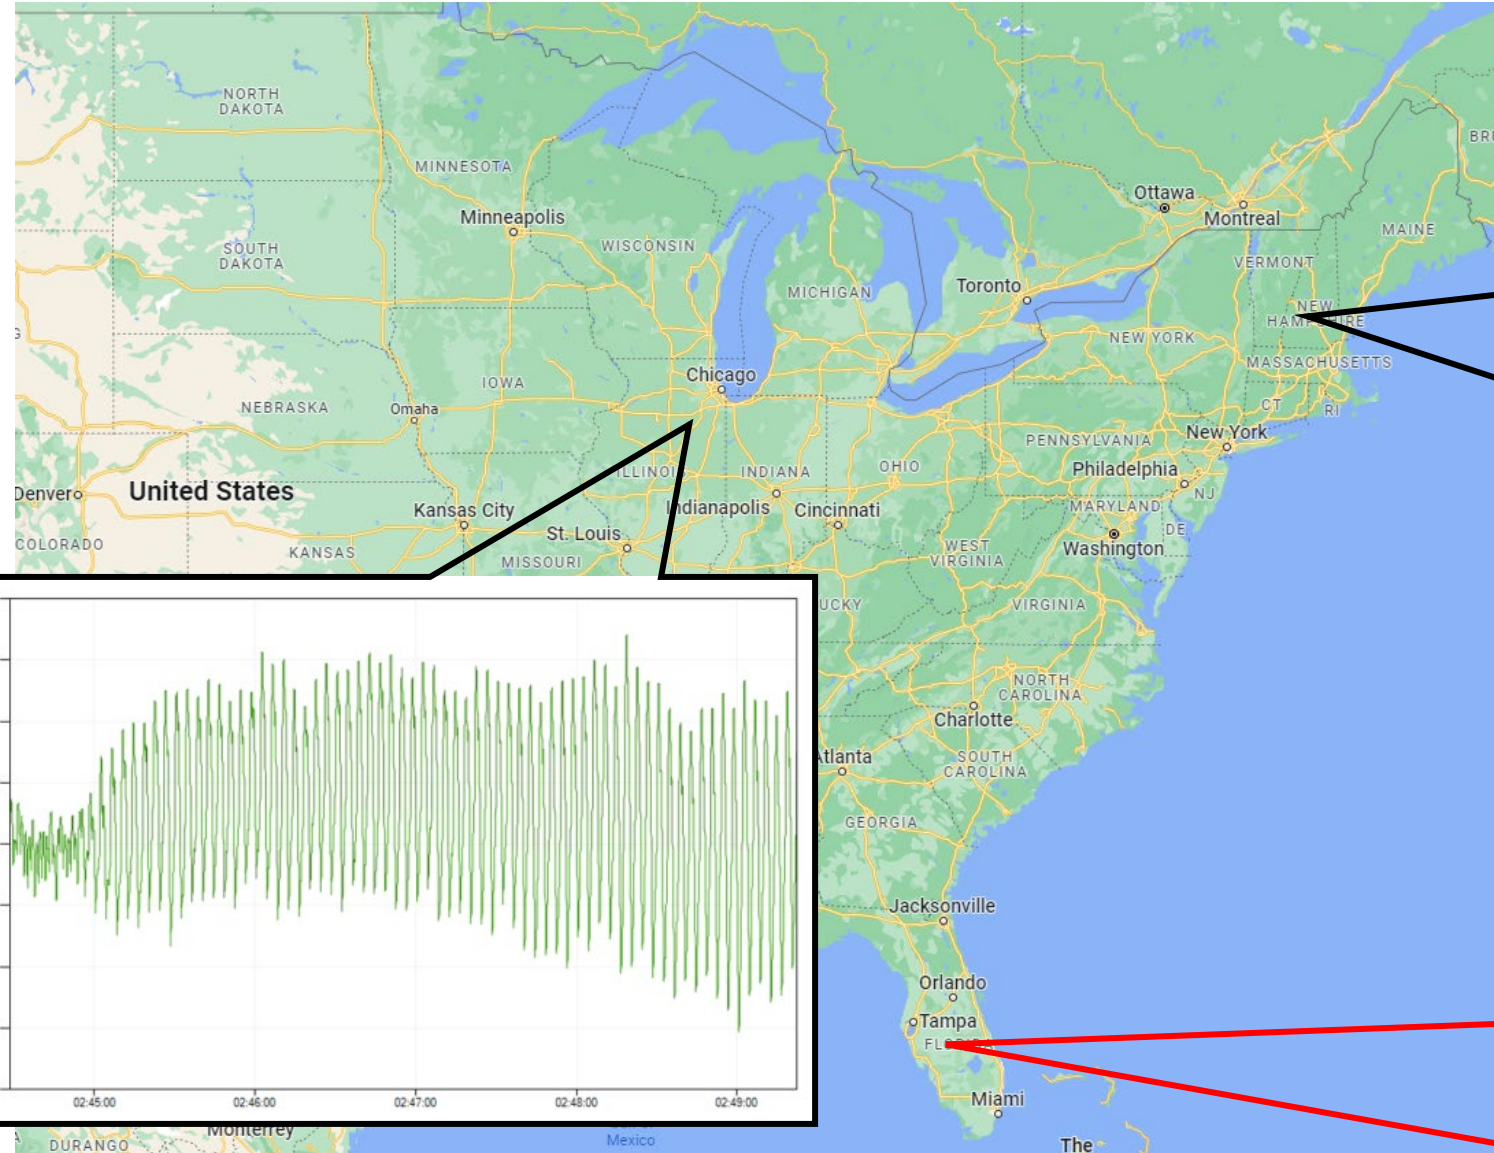 NORTH
DAKOTA
MINNESOTA
Minneapolis
SOUTH
DAKOTA
WISCONSIN
MICHIGAN
Ottawa
Montreal
MAINE
VERMONT
Toronto
NEW
HAMPSHIRE
NEW YORK
MASSACHUSETTS
Chicago
IOWA
NEBRASKA
Omaha
CT
RI
New York
PENNSYLVANIA
Philadelphia
NJ
ILLINOIS
INDIANA
OHIO
Denver
United States
Kansas City
Indianapolis
Cincinnati
MARYLAND
DE
Washington
St. Louis
COLORADO
KANSAS
MISSOURI
WEST
VIRGINIA
UCKY
VIRGINIA
NORTH
CAROLINA
Charlotte
Atlanta
SOUTH
CAROLINA
GEORGIA
Jacksonville
Orlando
Tampa
FLORIDA
Miami
02:45:00
02:46:00
02:47:00
02:48:00
02:49:00
Monterrey
DURANGO
Mexico
The